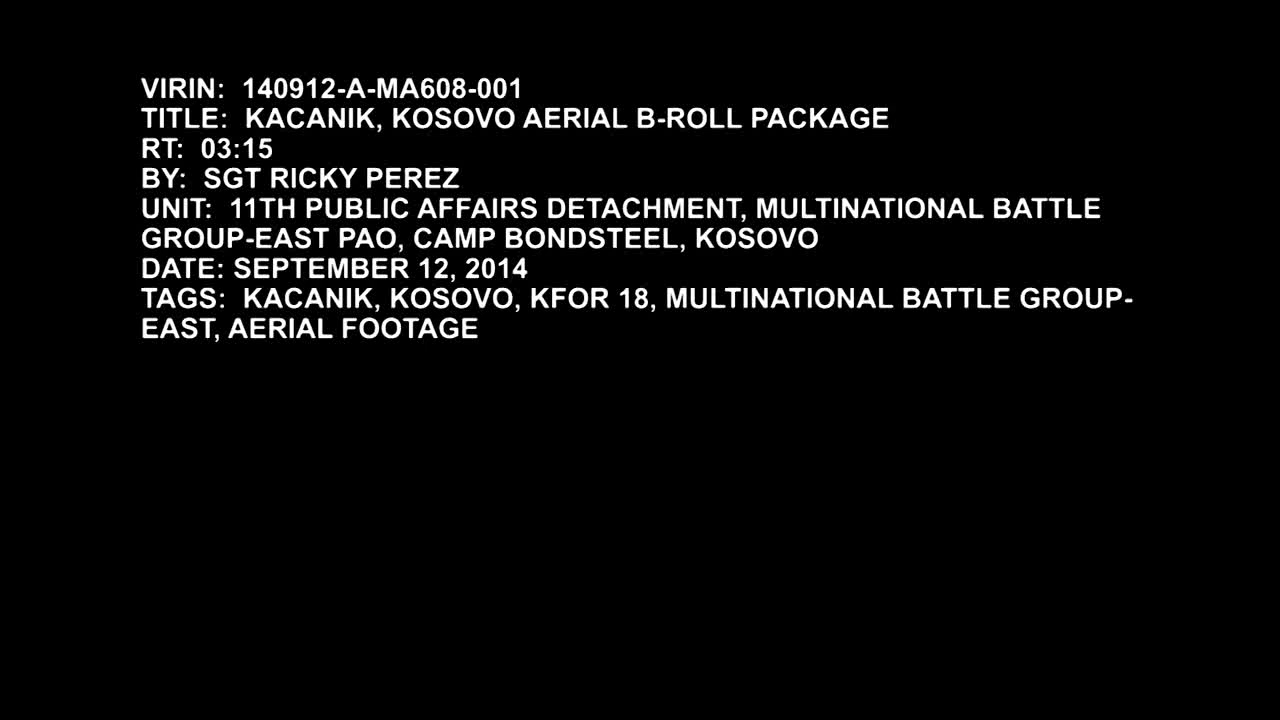 VIRIN:  140912-A-MA608-001
TITLE:  KACANIK, KOSOVO AERIAL B-ROLL PACKAGE
RT:  03:15
BY:  SGT RICKY PEREZ
UNIT:  11TH PUBLIC AFFAIRS DETACHMENT, MULTINATIONAL BATTLE
GROUP-EAST PAO, CAMP BONDSTEEL, KOSOVO
DATE: SEPTEMBER 12, 2014
TAGS:  KACANIK, KOSOVO, KFOR 18, MULTINATIONAL BATTLE GROUP-
EAST, AERIAL FOOTAGE